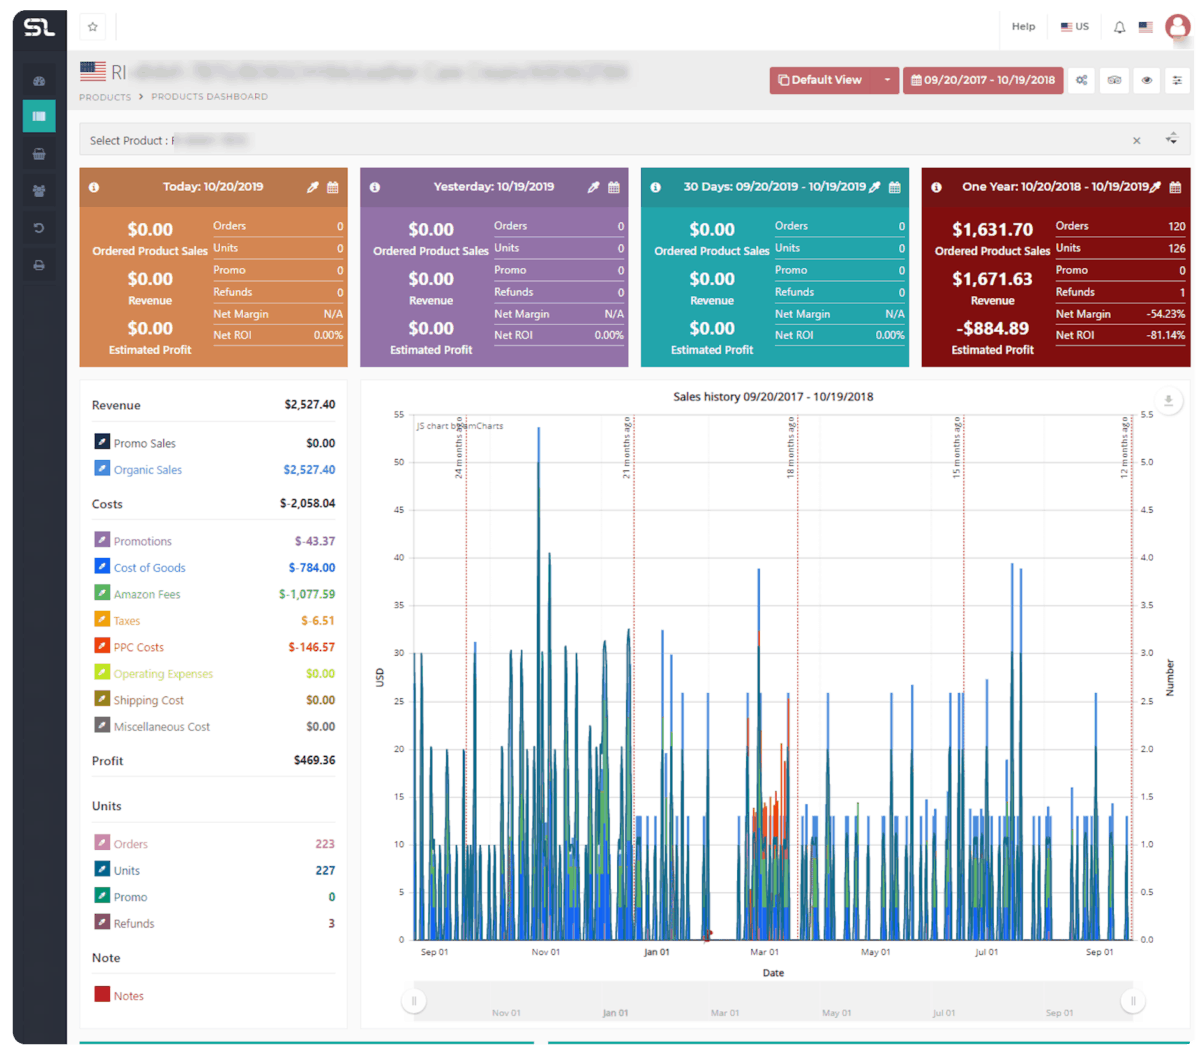 SL
Help
US
RI
Default View
09/20/2017 - 10/19/2018
PRODUCTS > PRODUCTS DASHBOARD
Select Product :
Today: 10/20/2019
$0.00
Ordered Product Sales
$0.00
Revenue
$0.00
Estimated Profit
Orders 0
Units 0
Promo 0
Refunds 0
Net Margin N/A
Net ROI 0.00%
Yesterday: 10/19/2019
$0.00
Ordered Product Sales
$0.00
Revenue
$0.00
Estimated Profit
Orders 0
Units 0
Promo 0
Refunds 0
Net Margin N/A
Net ROI 0.00%
30 Days: 09/20/2019 - 10/19/2019
$0.00
Ordered Product Sales
$0.00
Revenue
$0.00
Estimated Profit
Orders 0
Units 0
Promo 0
Refunds 0
Net Margin N/A
Net ROI 0.00%
One Year: 10/20/2018 - 10/19/2019
$1,631.70
Ordered Product Sales
$1,671.63
Revenue
-$884.89
Estimated Profit
Orders 120
Units 126
Promo 0
Refunds 1
Net Margin -54.23%
Net ROI -81.14%
Revenue $2,527.40
Promo Sales $0.00
Organic Sales $2,527.40
Costs $-2,058.04
Promotions $-43.37
Cost of Goods $-784.00
Amazon Fees $-1,077.59
Taxes $-6.51
PPC Costs $-146.57
Operating Expenses $0.00
Shipping Cost $0.00
Miscellaneous Cost $0.00
Profit $469.36
Units
Orders 223
Units 227
Promo 0
Refunds 3
Note
Notes
Sales history 09/20/2017 - 10/19/2018
JS chart by amCharts
24 months ago
21 months ago
18 months ago
15 months ago
12 months ago
55
50
45
40
35
30
25
20
15
10
5
0
USD
5.5
5.0
4.5
4.0
3.5
3.0
2.5
2.0
1.5
1.0
0.5
0.0
Number
Sep 01 Nov 01 Jan 01 Mar 01 May 01 Jul 01 Sep 01
Date
Nov 01 Jan 01 Mar 01 May 01 Jul 01 Sep 01